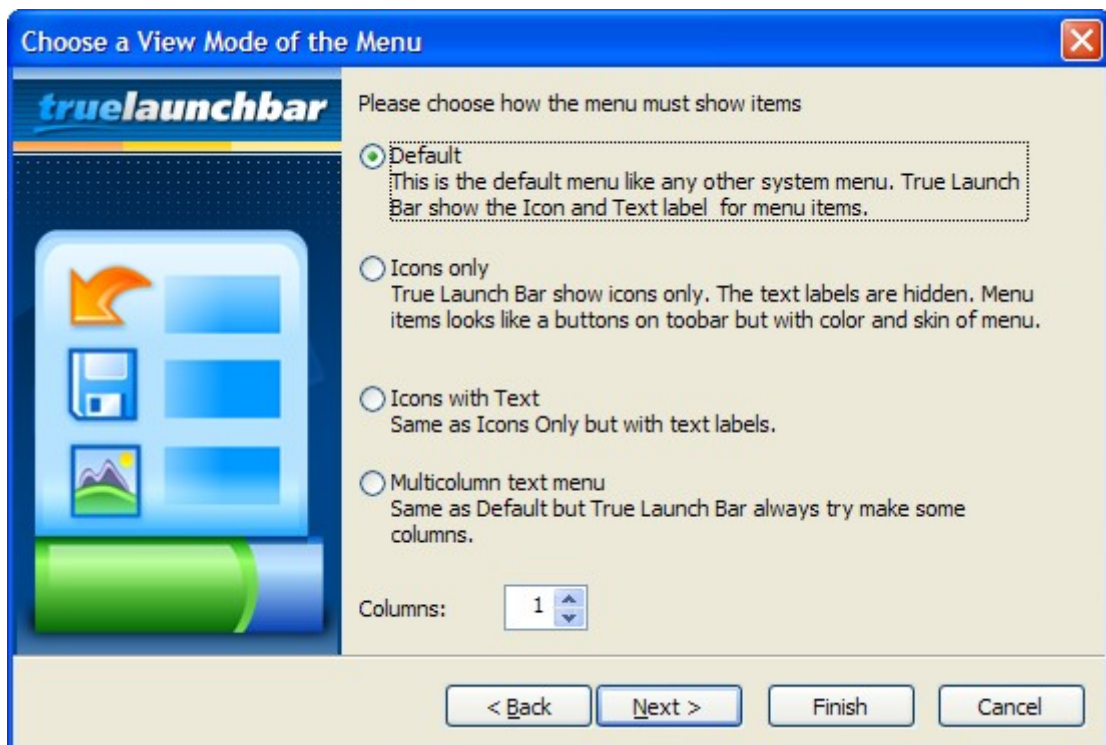 Choose a View Mode of the Menu
truelaunchbar
Please choose how the menu must show items
Default
This is the default menu like any other system menu. True Launch
Bar show the Icon and Text label for menu items.
Icons only
True Launch Bar show icons only. The text labels are hidden. Menu
items looks like a buttons on toobar but with color and skin of menu.
Icons with Text
Same as Icons Only but with text labels.
Multicolumn text menu
Same as Default but True Launch Bar always try make some
columns.
Columns: 1
< Back Next > Finish Cancel